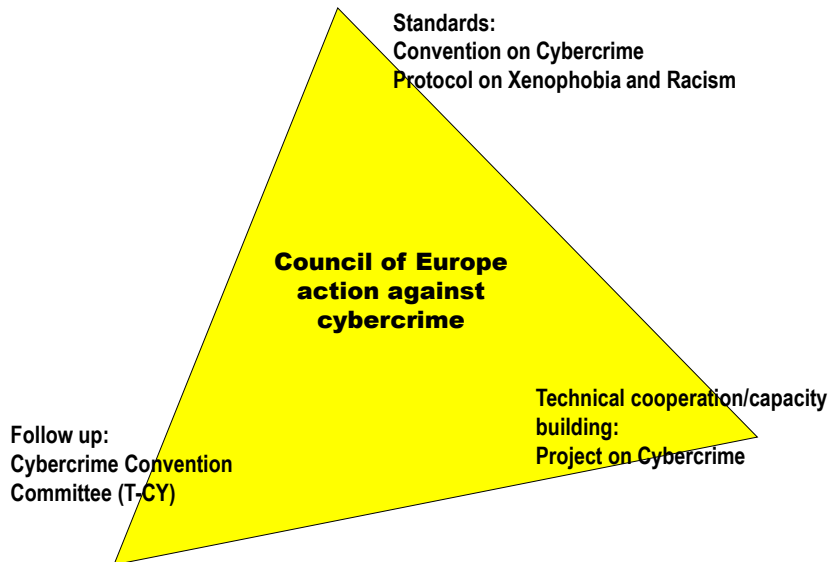 Standards:
Convention on Cybercrime
Protocol on Xenophobia and Racism
Council of Europe
action against
cybercrime
Technical cooperation/capacity
building:
Project on Cybercrime
Follow up:
Cybercrime Convention
Committee (T-CY)